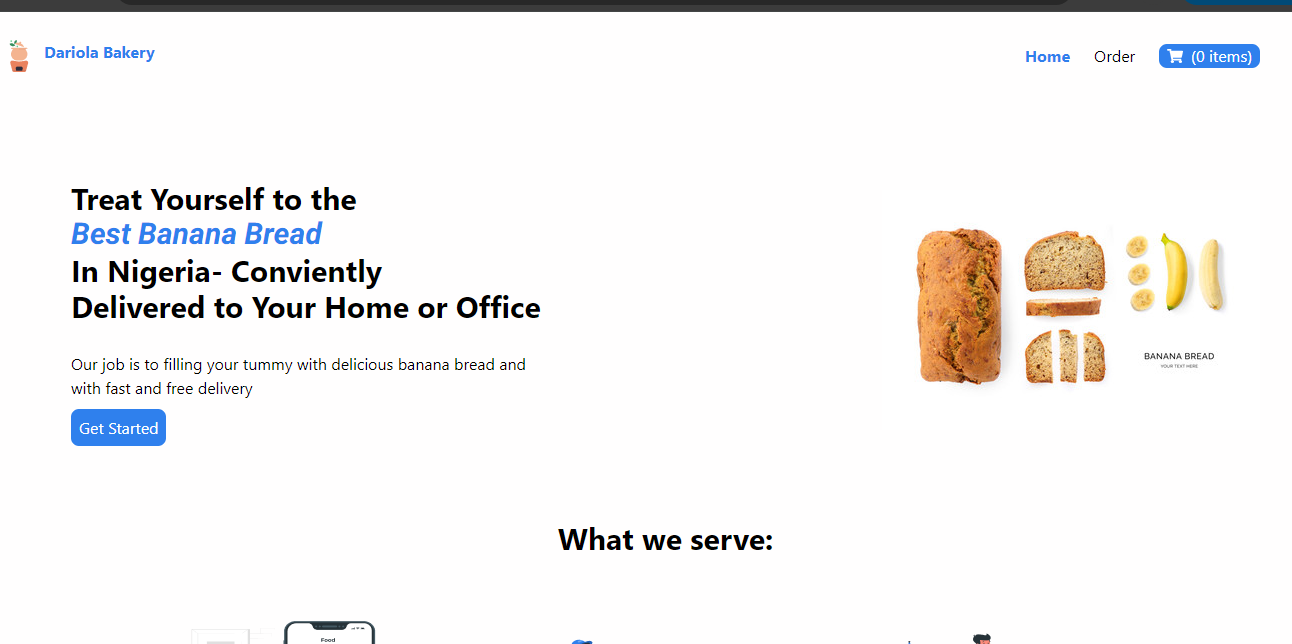 Dariola Bakery
Home
Order
(0 items)
Treat Yourself to the
Best Banana Bread
In Nigeria- Conviently
Delivered to Your Home or Office
Our job is to filling your tummy with delicious banana bread and
with fast and free delivery
Get Started
BANANA BREAD
YOUR TEXT HERE
What we serve:
Food